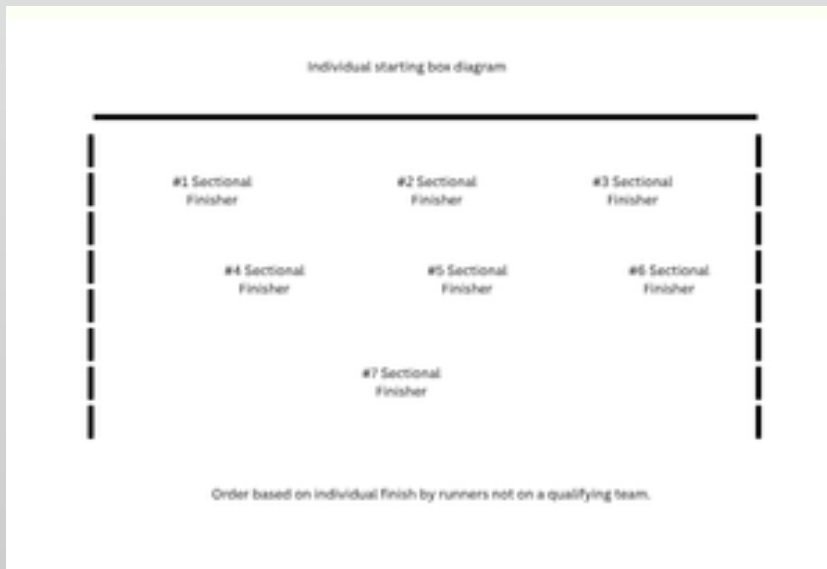 Individual starting box diagram
#1 Sectional
Finisher
#2 Sectional
Finisher
#3 Sectional
Finisher
#4 Sectional
Finisher
#5 Sectional
Finisher
#6 Sectional
Finisher
#7 Sectional
Finisher
Order based on individual finish by runners not on a qualifying team.